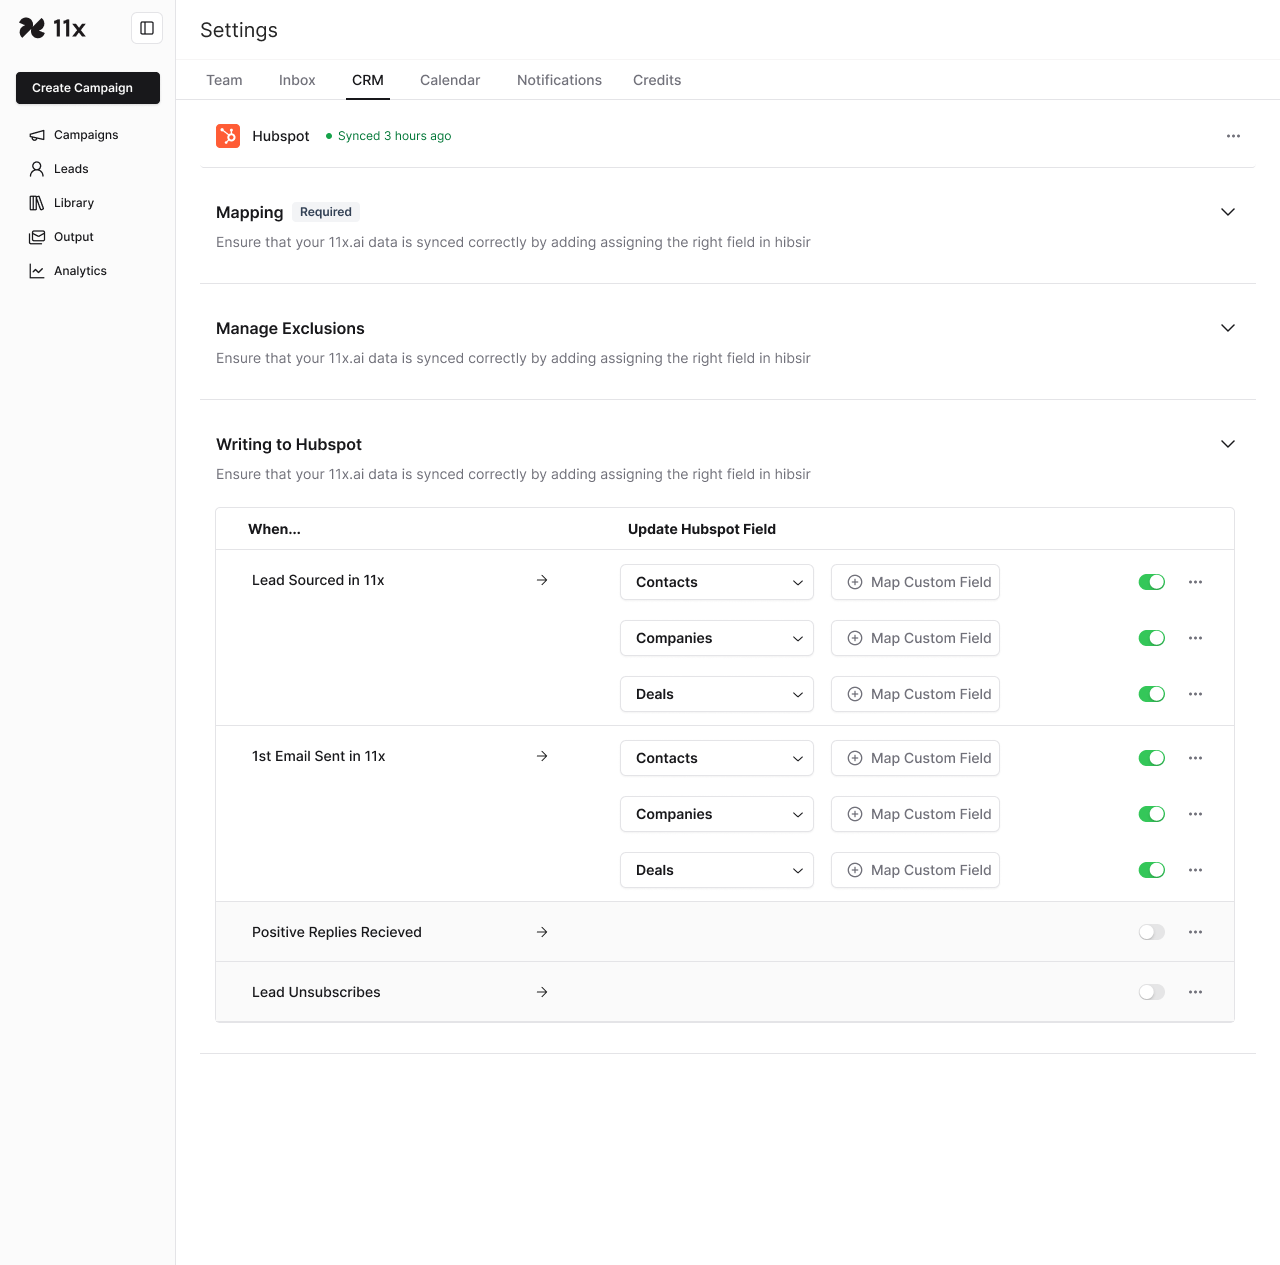 11x
Settings
Create Campaign
Campaigns
Leads
Library
Output
Analytics
Team Inbox CRM Calendar Notifications Credits
Hubspot Synced 3 hours ago
Mapping Required
Ensure that your 11x.ai data is synced correctly by adding assigning the right field in hibsir
Manage Exclusions
Ensure that your 11x.ai data is synced correctly by adding assigning the right field in hibsir
Writing to Hubspot
Ensure that your 11x.ai data is synced correctly by adding assigning the right field in hibsir
When... Update Hubspot Field
Lead Sourced in 11x Contacts Map Custom Field
Companies Map Custom Field
Deals Map Custom Field
1st Email Sent in 11x Contacts Map Custom Field
Companies Map Custom Field
Deals Map Custom Field
Positive Replies Recieved
Lead Unsubscribes